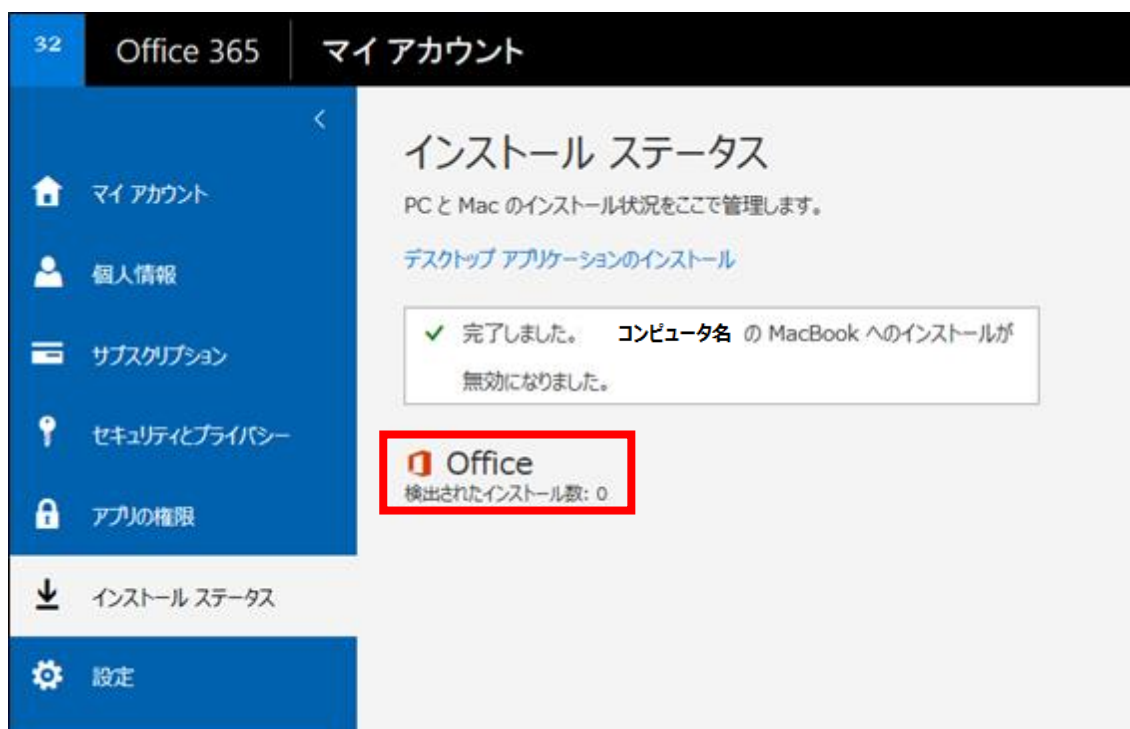 32 Office 365 マイ アカウント
マイ アカウント
個人情報
サブスクリプション
セキュリティとプライバシー
アプリの権限
インストール ステータス
設定
インストール ステータス
PC と Mac のインストール状況をここで管理します。
デスクトップ アプリケーションのインストール
完了しました。 コンピュータ名 の MacBook へのインストールが
無効になりました。
Office
検出されたインストール数: 0